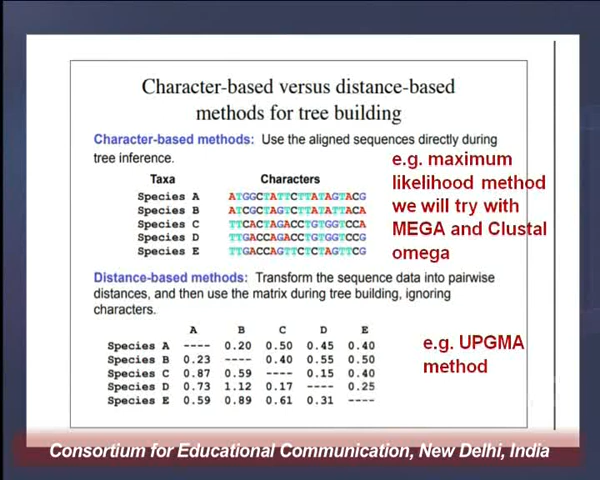 Character-based versus distance-based
methods for tree building
Character-based methods: Use the aligned sequences directly during
tree inference.
Taxa Characters
Species A ATGGCTATTCTTATAGTACG
Species B ATCGCTAGTCTTATATTACA
Species C TTCACTAGACCTGTGGTCCA
Species D TTGACCAGACCTGTGGTCCG
Species E TTGACCAGTTCTCTAGTTCG
e.g. maximum
likelihood method
we will try with
MEGA and Clustal
omega
Distance-based methods: Transform the sequence data into pairwise
distances, and then use the matrix during tree building, ignoring
characters.
A B C D E
Species A ---- 0.20 0.50 0.45 0.40
Species B 0.23 ---- 0.40 0.55 0.50
Species C 0.87 0.59 ---- 0.15 0.40
Species D 0.73 1.12 0.17 ---- 0.25
Species E 0.59 0.89 0.61 0.31 ----
e.g. UPGMA
method
Consortium for Educational Communication, New Delhi, India